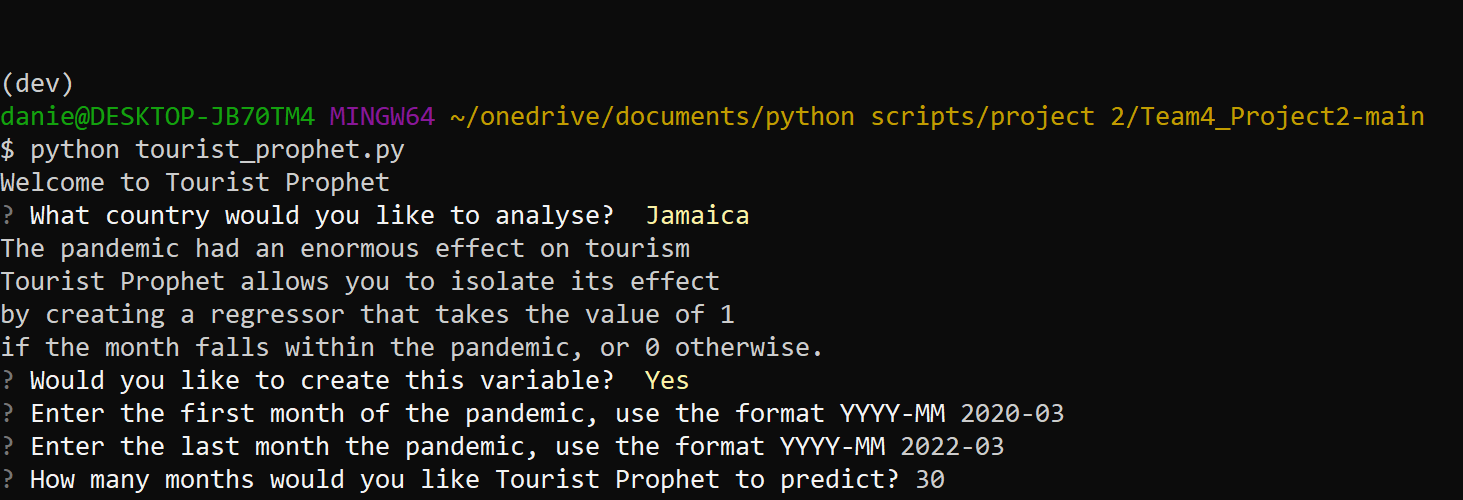 (dev)
danie@DESKTOP-JB70TM4 MINGW64 ~/onedrive/documents/python scripts/project 2/Team4_Project2-main
$ python tourist_prophet.py
Welcome to Tourist Prophet
? What country would you like to analyse?  Jamaica
The pandemic had an enormous effect on tourism
Tourist Prophet allows you to isolate its effect
by creating a regressor that takes the value of 1
if the month falls within the pandemic, or 0 otherwise.
? Would you like to create this variable?  Yes
? Enter the first month of the pandemic, use the format YYYY-MM 2020-03
? Enter the last month the pandemic, use the format YYYY-MM 2022-03
? How many months would you like Tourist Prophet to predict? 30